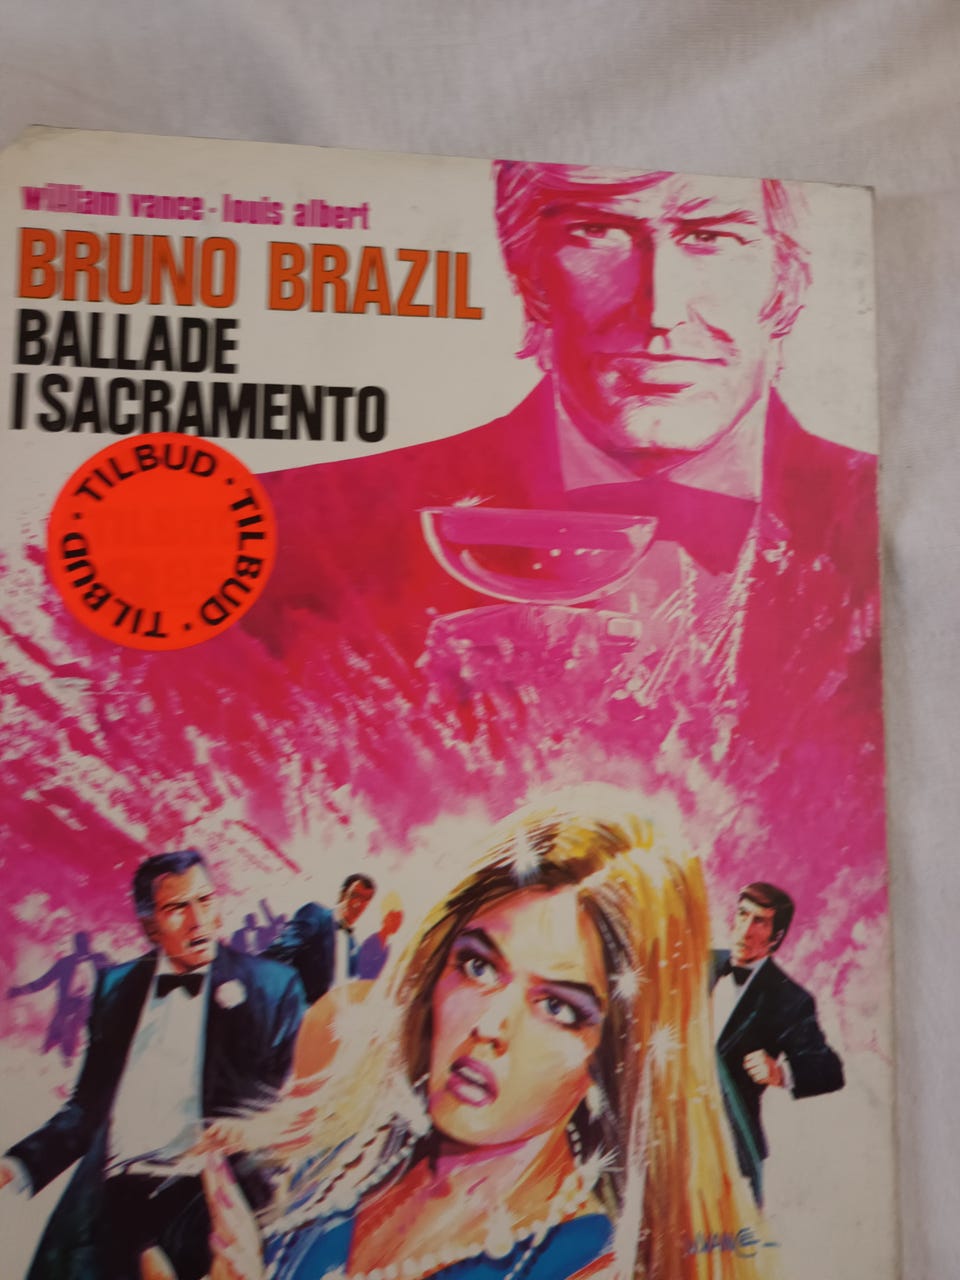 william vance - louis albert
BRUNO BRAZIL
BALLADE
I SACRAMENTO
TILBUD · TILBUD · TILBUD ·
W.VANCE